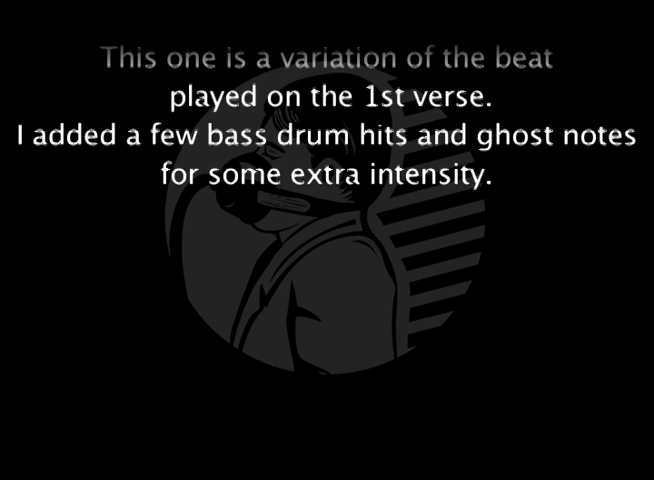 This one is a variation of the beat
played on the 1st verse.
I added a few bass drum hits and ghost notes
for some extra intensity.